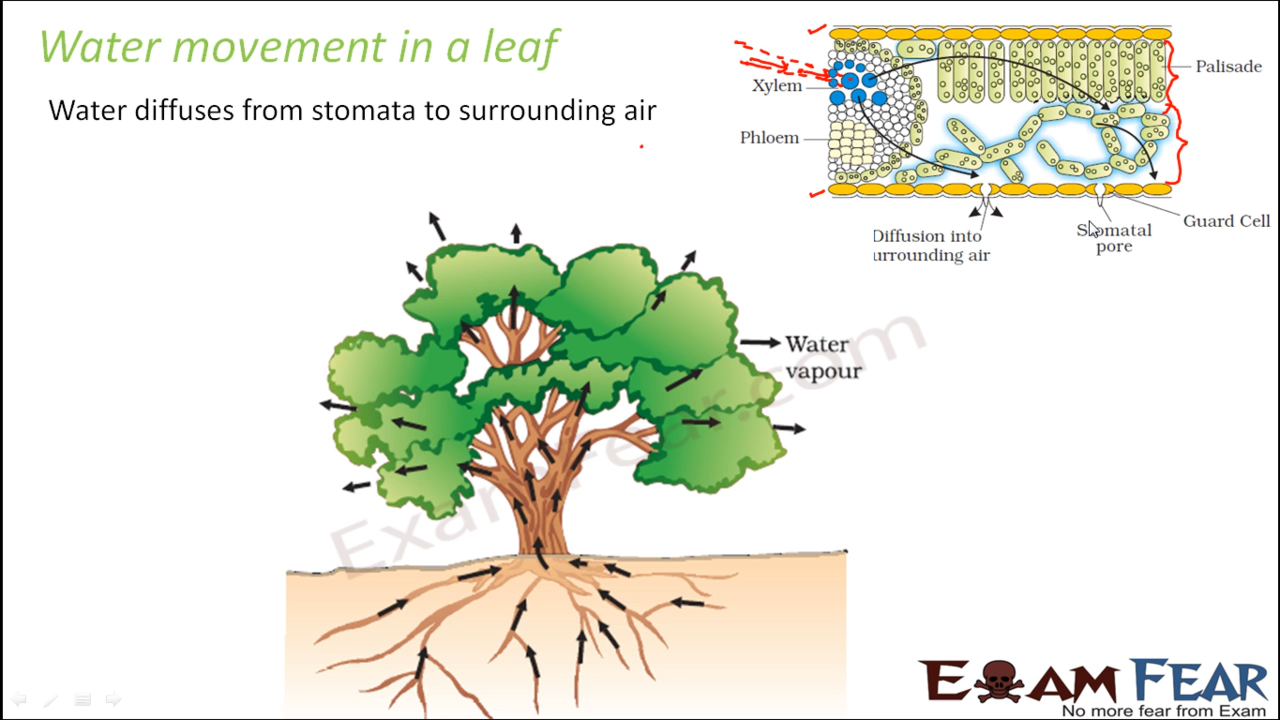 Water movement in a leaf
Water diffuses from stomata to surrounding air
Xylem
Phloem
Palisade
Guard Cell
Stomatal
pore
Diffusion into
urrounding air
Water
vapour
Examfear.com
EXAM FEAR
No more fear from Exam